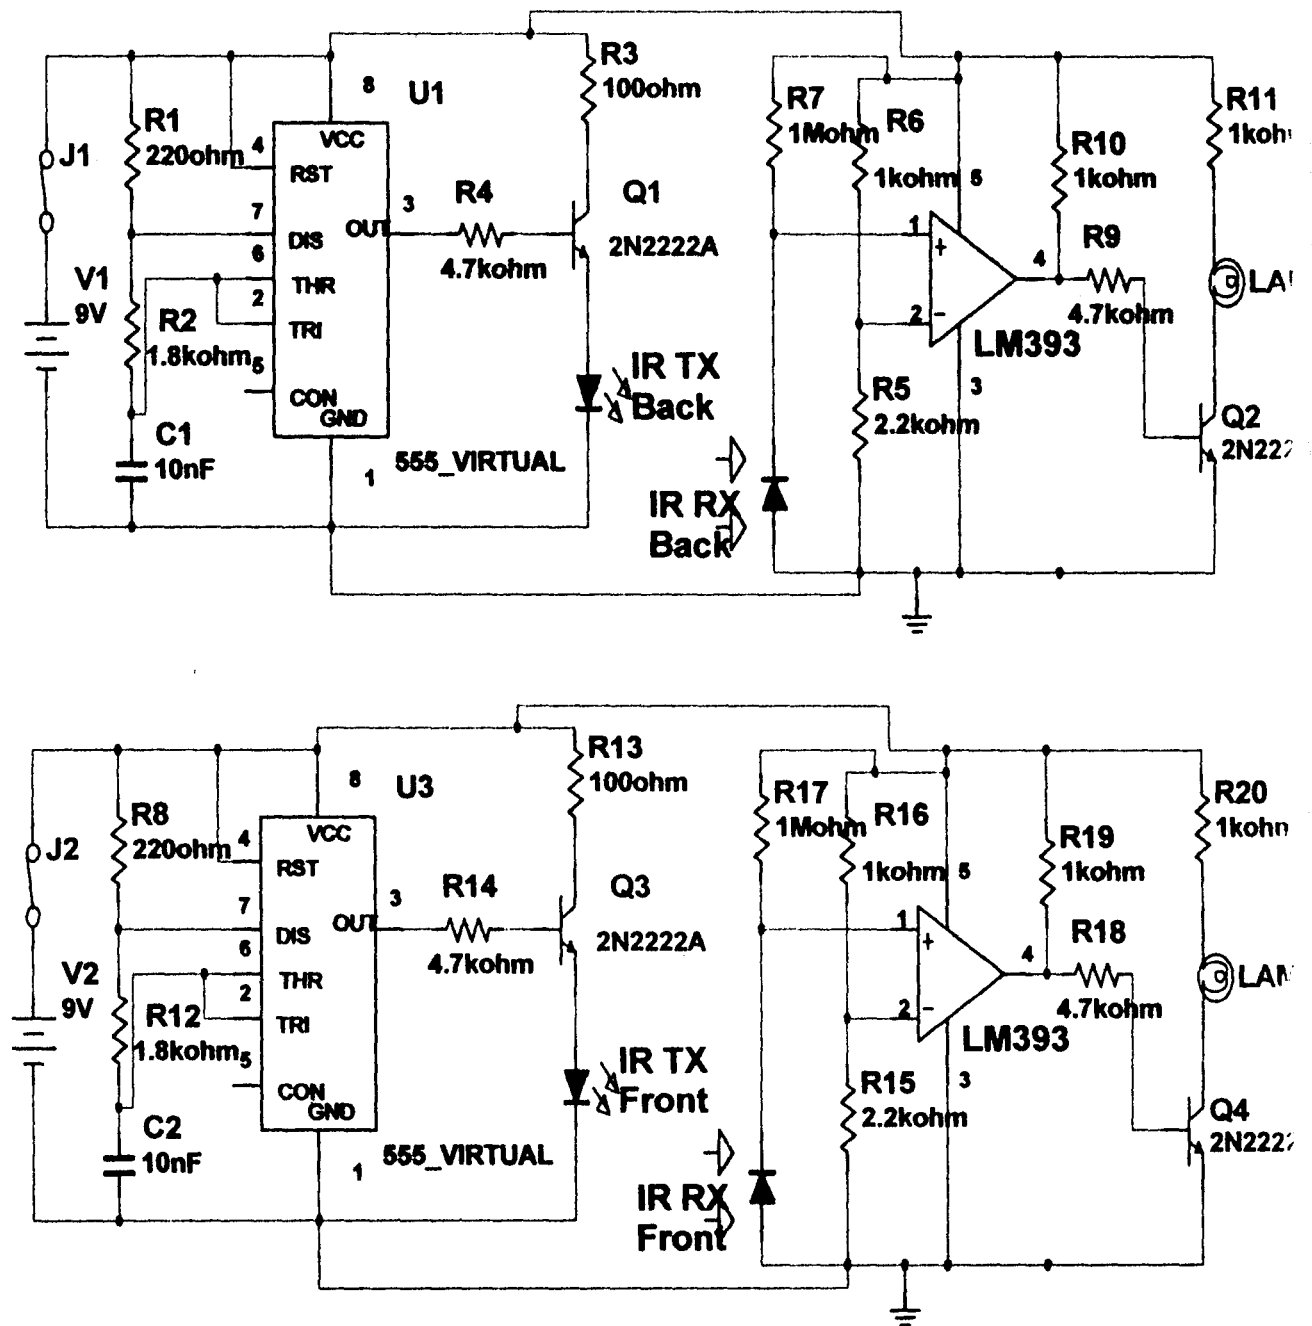 R3
100ohm
8
U1
R7
1Mohm
R6
1kohm
R11
R1
220ohm
4
VCC
RST
J1
R10
1kohm
5
R4
4.7kohm
3
Q1
2N2222A
7
DIS
OUT
6
THR
2
TRI
1
+
2
−
4
R9
4.7kohm
V1
9V
R2
1.8kohm
5
CON
GND
LM393
3
IR TX
Back
R5
2.2kohm
Q2
C1
10nF
1
555_VIRTUAL
IR RX
Back
R13
100ohm
8
U3
R17
1Mohm
R16
1kohm
R20
R8
220ohm
4
VCC
RST
J2
R19
1kohm
5
R14
4.7kohm
3
Q3
2N2222A
7
DIS
OUT
6
THR
2
TRI
1
+
2
−
4
R18
4.7kohm
V2
9V
R12
1.8kohm
5
CON
GND
LM393
3
IR TX
Front
R15
2.2kohm
Q4
C2
10nF
1
555_VIRTUAL
IR RX
Front